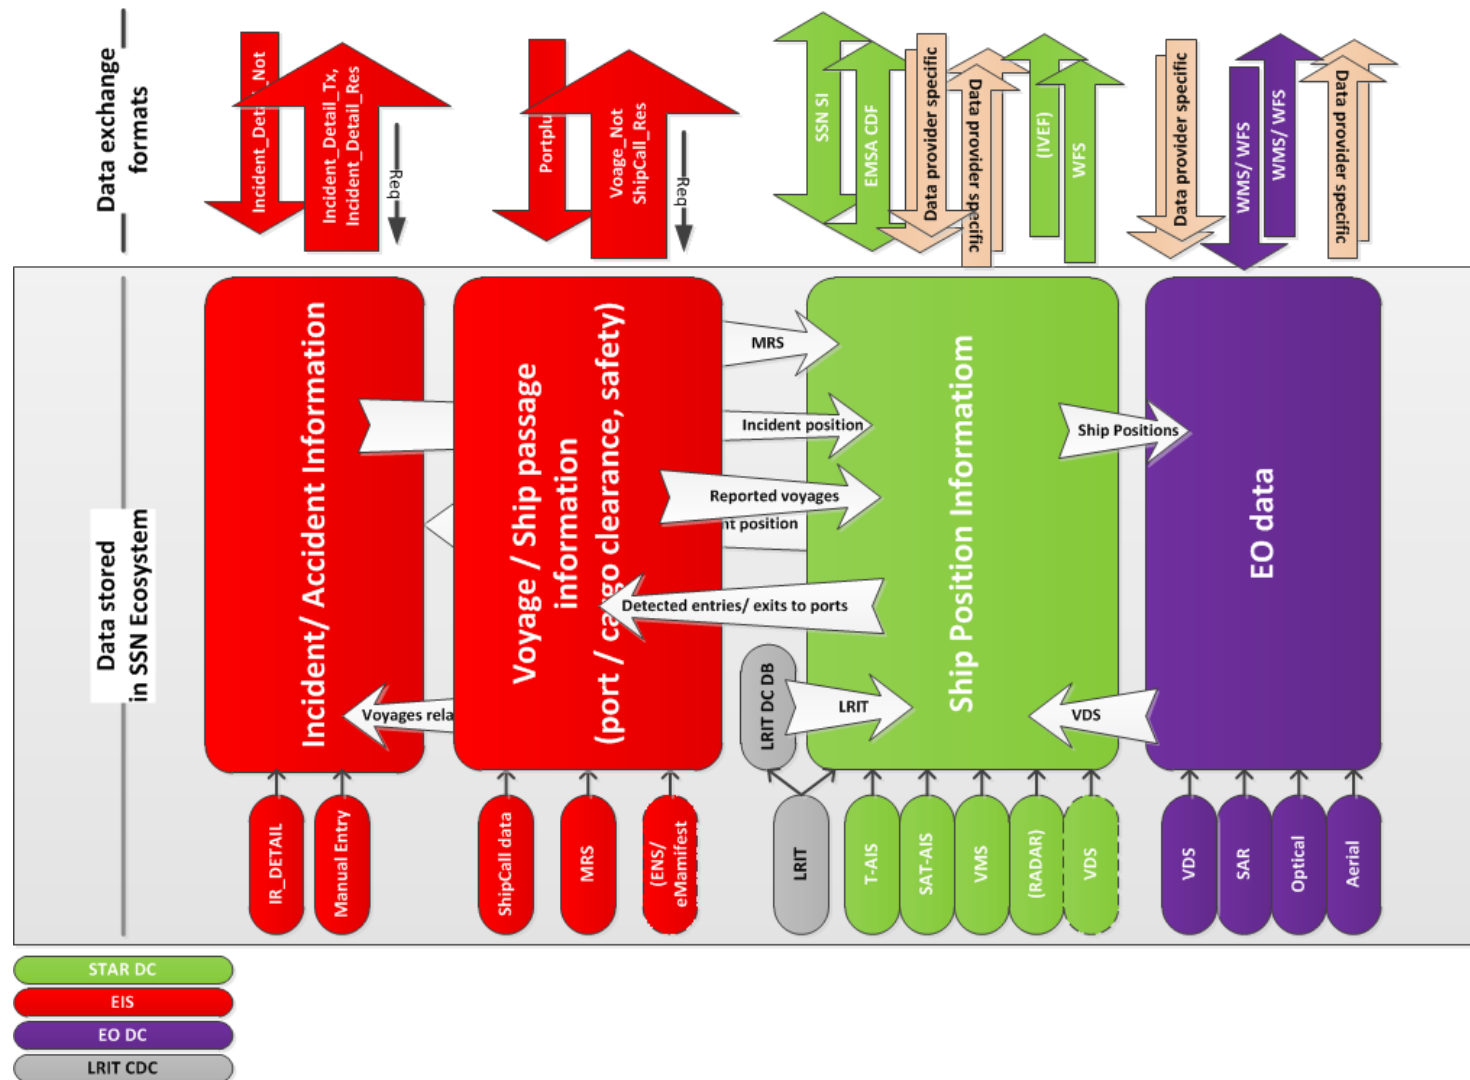 Data exchange
formats
Incident_Deta
_Not
Incident_Detail_Tx,
Incident_Detail_Res
Req
Portplu
Voage_Not
ShipCall_Res
Req
SSN SI
EMSA CDF
Data provider specific
Data provider specific
(IVEF)
WFS
Data provider specific
WMS/ WFS
WMS/ WFS
Data provider specific
Data stored
in SSN Ecosystem
Incident/ Accident Information
Voyage / Ship passage
information
(port / cargo clearance, safety)
Ship Position Information
EO data
MRS
Incident position
Ship Positions
Reported voyages
nt position
Detected entries/ exits to ports
LRIT DC DB
LRIT
VDS
Voyages rela
IR_DETAIL
Manual Entry
ShipCall data
MRS
(ENS/
eMamifest
LRIT
T-AIS
SAT-AIS
VMS
(RADAR)
VDS
VDS
SAR
Optical
Aerial
STAR DC
EIS
EO DC
LRIT CDC